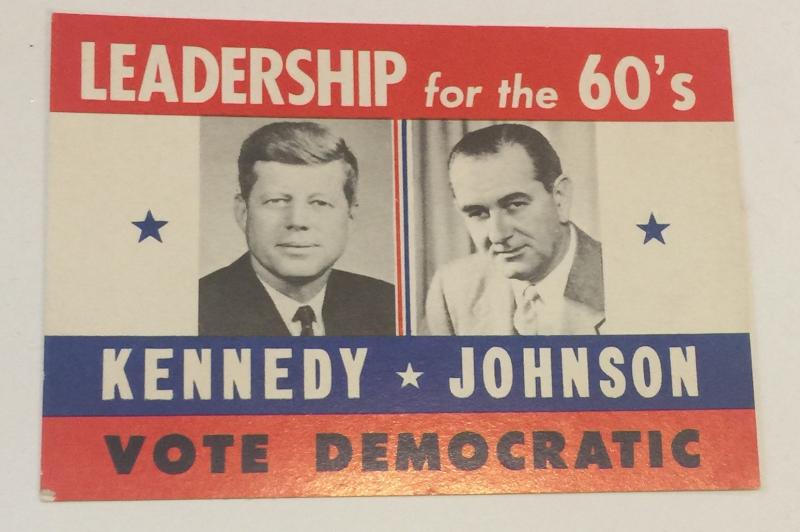 LEADERSHIP for the 60's
KENNEDY ★ JOHNSON
VOTE DEMOCRATIC